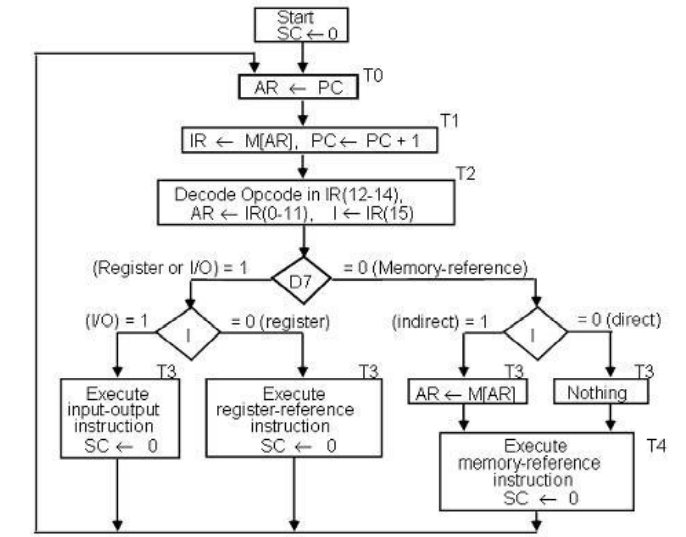 Start
SC ← 0
T0
AR ← PC
T1
IR ← M[AR], PC ← PC + 1
T2
Decode Opcode in IR(12-14),
AR ← IR(0-11), I ← IR(15)
(Register or I/O) = 1
D7
= 0 (Memory-reference)
(I/O) = 1
I
= 0 (register)
(indirect) = 1
I
= 0 (direct)
T3
Execute
input-output
instruction
SC ← 0
T3
Execute
register-reference
instruction
SC ← 0
T3
AR ← M[AR]
T3
Nothing
T4
Execute
memory-reference
instruction
SC ← 0